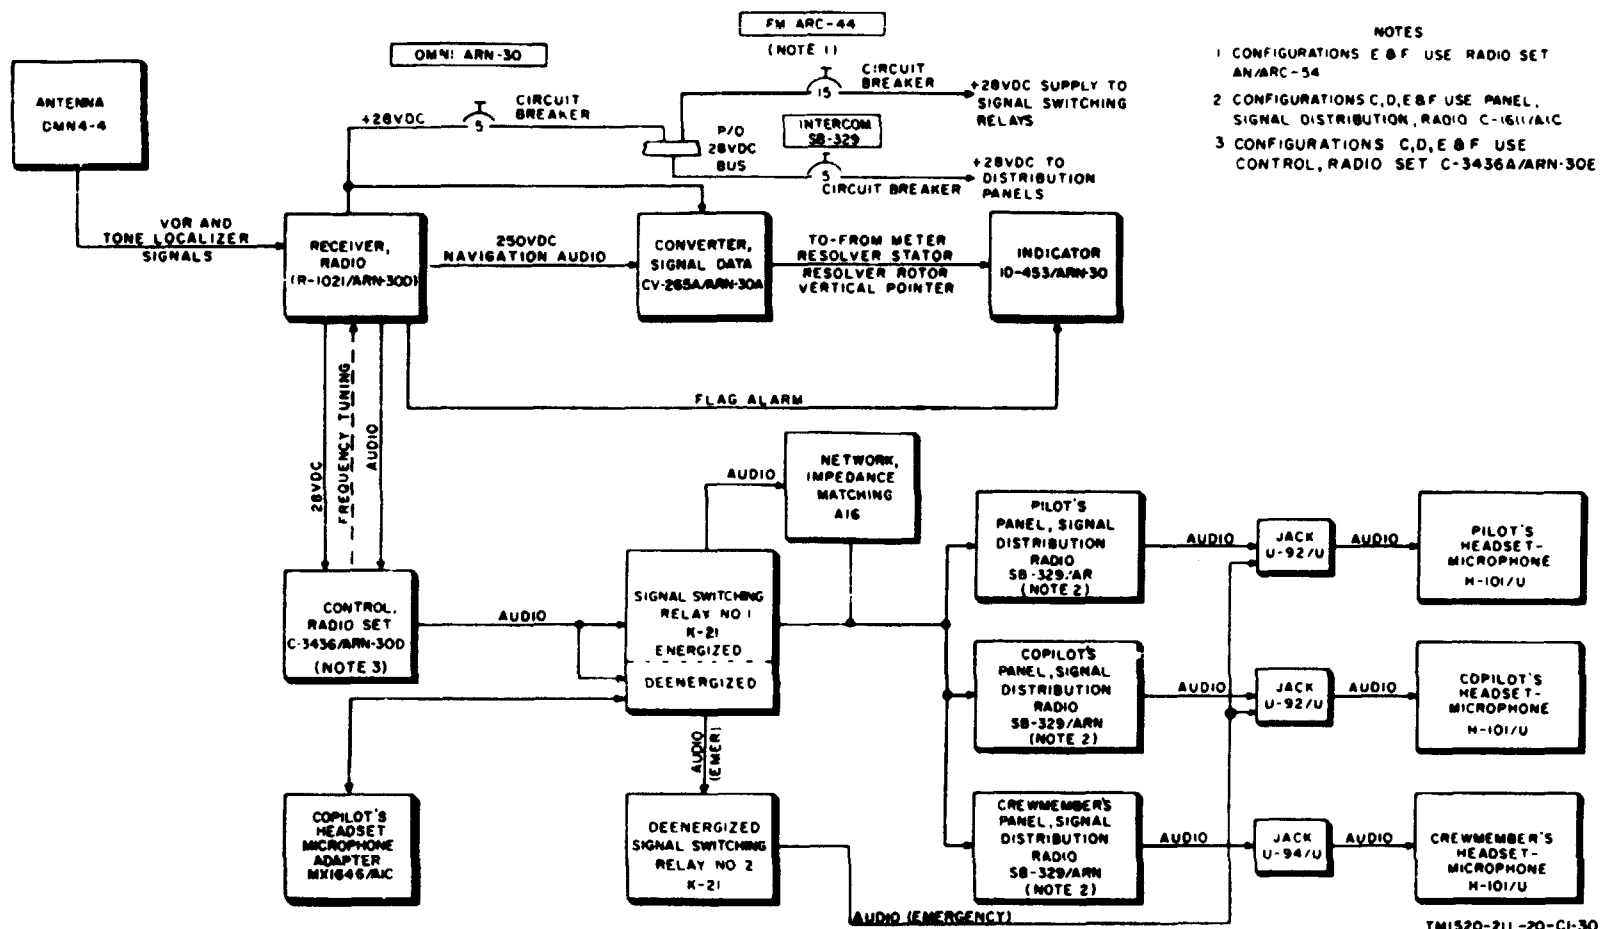 FM ARC-44
(NOTE 1)
OMNI ARN-30
NOTES
1 CONFIGURATIONS E & F USE RADIO SET
AN/ARC-54
2 CONFIGURATIONS C,D,E & F USE PANEL,
SIGNAL DISTRIBUTION, RADIO C-1611/AIC
3 CONFIGURATIONS C,D,E & F USE
CONTROL, RADIO SET C-3436A/ARN-30E
ANTENNA
DMN4-4
+28VDC
5
CIRCUIT
BREAKER
P/O
28VDC
BUS
15
CIRCUIT
BREAKER
+28VDC SUPPLY TO
SIGNAL SWITCHING
RELAYS
INTERCOM
SB-329
5
CIRCUIT BREAKER
+28VDC TO
DISTRIBUTION
PANELS
VOR AND
TONE LOCALIZER
SIGNALS
RECEIVER,
RADIO
(R-1021/ARN-30D)
250VDC
NAVIGATION AUDIO
CONVERTER,
SIGNAL DATA
CV-265A/ARN-30A
TO-FROM METER
RESOLVER STATOR
RESOLVER ROTOR
VERTICAL POINTER
INDICATOR
ID-453/ARN-30
FLAG ALARM
28VDC
FREQUENCY TUNING
AUDIO
CONTROL,
RADIO SET
C-3436/ARN-30D
(NOTE 3)
AUDIO
SIGNAL SWITCHING
RELAY NO 1
K-21
ENERGIZED
DEENERGIZED
AUDIO
NETWORK,
IMPEDANCE
MATCHING
A16
PILOT'S
PANEL, SIGNAL
DISTRIBUTION
RADIO
SB-329/AR
(NOTE 2)
AUDIO
JACK
U-92/U
AUDIO
PILOT'S
HEADSET-
MICROPHONE
H-101/U
COPILOT'S
PANEL, SIGNAL
DISTRIBUTION
RADIO
SB-329/ARN
(NOTE 2)
AUDIO
JACK
U-92/U
AUDIO
COPILOT'S
HEADSET-
MICROPHONE
H-101/U
AUDIO
(EMER)
COPILOT'S
HEADSET
MICROPHONE
ADAPTER
MX1646/AIC
DEENERGIZED
SIGNAL SWITCHING
RELAY NO 2
K-21
CREWMEMBER'S
PANEL, SIGNAL
DISTRIBUTION
RADIO
SB-329/ARN
(NOTE 2)
AUDIO
JACK
U-94/U
AUDIO
CREWMEMBER'S
HEADSET-
MICROPHONE
H-101/U
AUDIO (EMERGENCY)
TM1520-211-20-C1-30